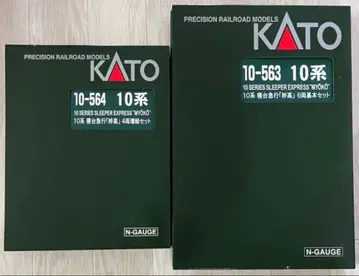 PRECISION RAILROAD MODELS
KATO
10-564 10系
10 SERIES SLEEPER EXPRESS "MYŌKŌ"
10系 寝台急行「妙高」4両増結セット
N-GAUGE
PRECISION RAILROAD MODELS
KATO
10-563 10系
10 SERIES SLEEPER EXPRESS "MYŌKŌ"
10系 寝台急行「妙高」6両基本セット
N-GAUGE